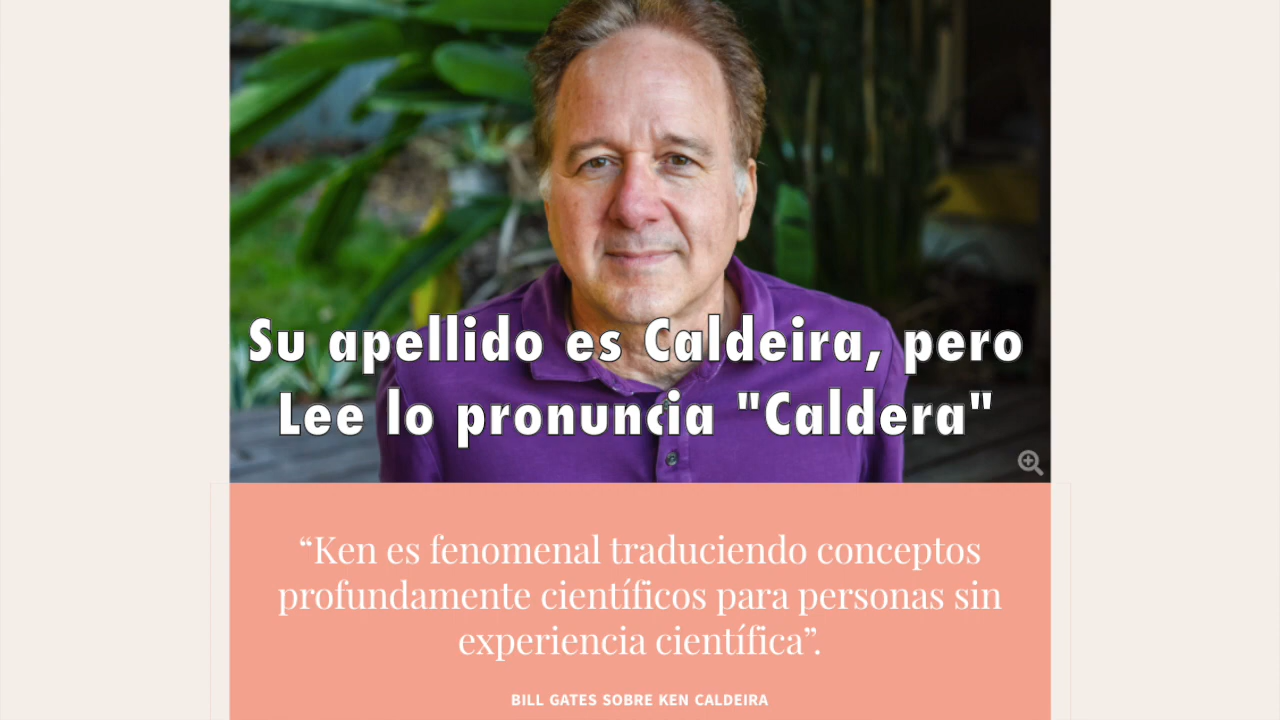 Su apellido es Caldeira, pero
Lee lo pronuncia "Caldera"
“Ken es fenomenal traduciendo conceptos
profundamente científicos para personas sin
experiencia científica”.
BILL GATES SOBRE KEN CALDEIRA